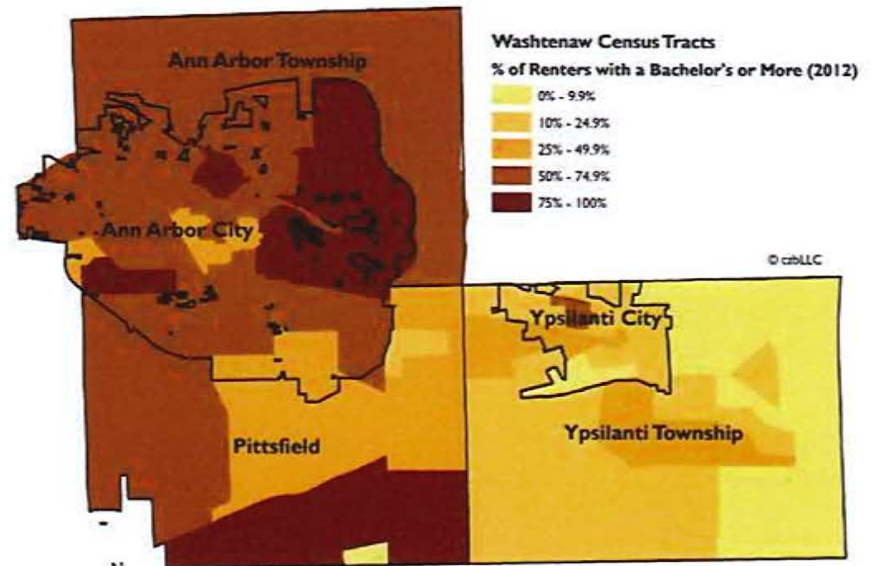 Washtenaw Census Tracts
% of Renters with a Bachelor's or More (2012)
0% - 9.9%
10% - 24.9%
25% - 49.9%
50% - 74.9%
75% - 100%
© czbLLC
Ann Arbor Township
Ann Arbor City
Ypsilanti City
Pittsfield
Ypsilanti Township